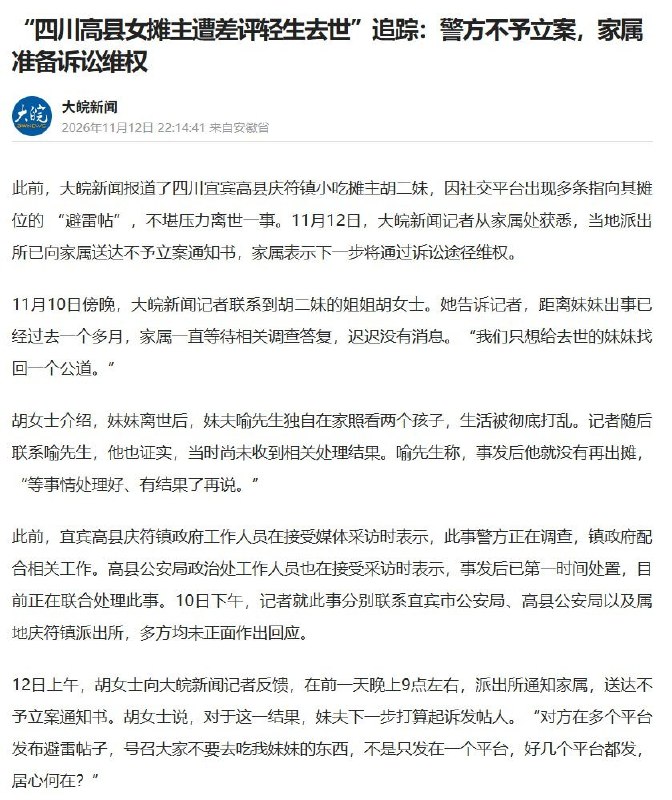 “四川高县女摊主遭差评轻生去世”追踪：警方不予立案，家属
准备诉讼维权
大皖
大皖新闻
2026年11月12日 22:14:41 来自安徽省
此前，大皖新闻报道了四川宜宾高县庆符镇小吃摊主胡二妹，因社交平台出现多条指向其摊
位的 “避雷帖”，不堪压力离世一事。11月12日，大皖新闻记者从家属处获悉，当地派出
所已向家属送达不予立案通知书，家属表示下一步将通过诉讼途径维权。
11月10日傍晚，大皖新闻记者联系到胡二妹的姐姐胡女士。她告诉记者，距离妹妹出事已
经过去一个多月，家属一直等待相关调查答复，迟迟没有消息。“我们只想给去世的妹妹找
回一个公道。”
胡女士介绍，妹妹离世后，妹夫喻先生独自在家照看两个孩子，生活被彻底打乱。记者随后
联系喻先生，他也证实，当时尚未收到相关处理结果。喻先生称，事发后他就没有再出摊，
“等事情处理好、有结果了再说。”
此前，宜宾高县庆符镇政府工作人员在接受媒体采访时表示，此事警方正在调查，镇政府配
合相关工作。高县公安局政治处工作人员也在接受采访时表示，事发后已第一时间处置，目
前正在联合处理此事。10日下午，记者就此事分别联系宜宾市公安局、高县公安局以及属
地庆符镇派出所，多方均未正面作出回应。
12日上午，胡女士向大皖新闻记者反馈，在前一天晚上9点左右，派出所通知家属，送达不
予立案通知书。胡女士说，对于这一结果，妹夫下一步打算起诉发帖人。“对方在多个平台
发布避雷帖子，号召大家不要去吃我妹妹的东西，不是只发在一个平台，好几个平台都发，
居心何在？”